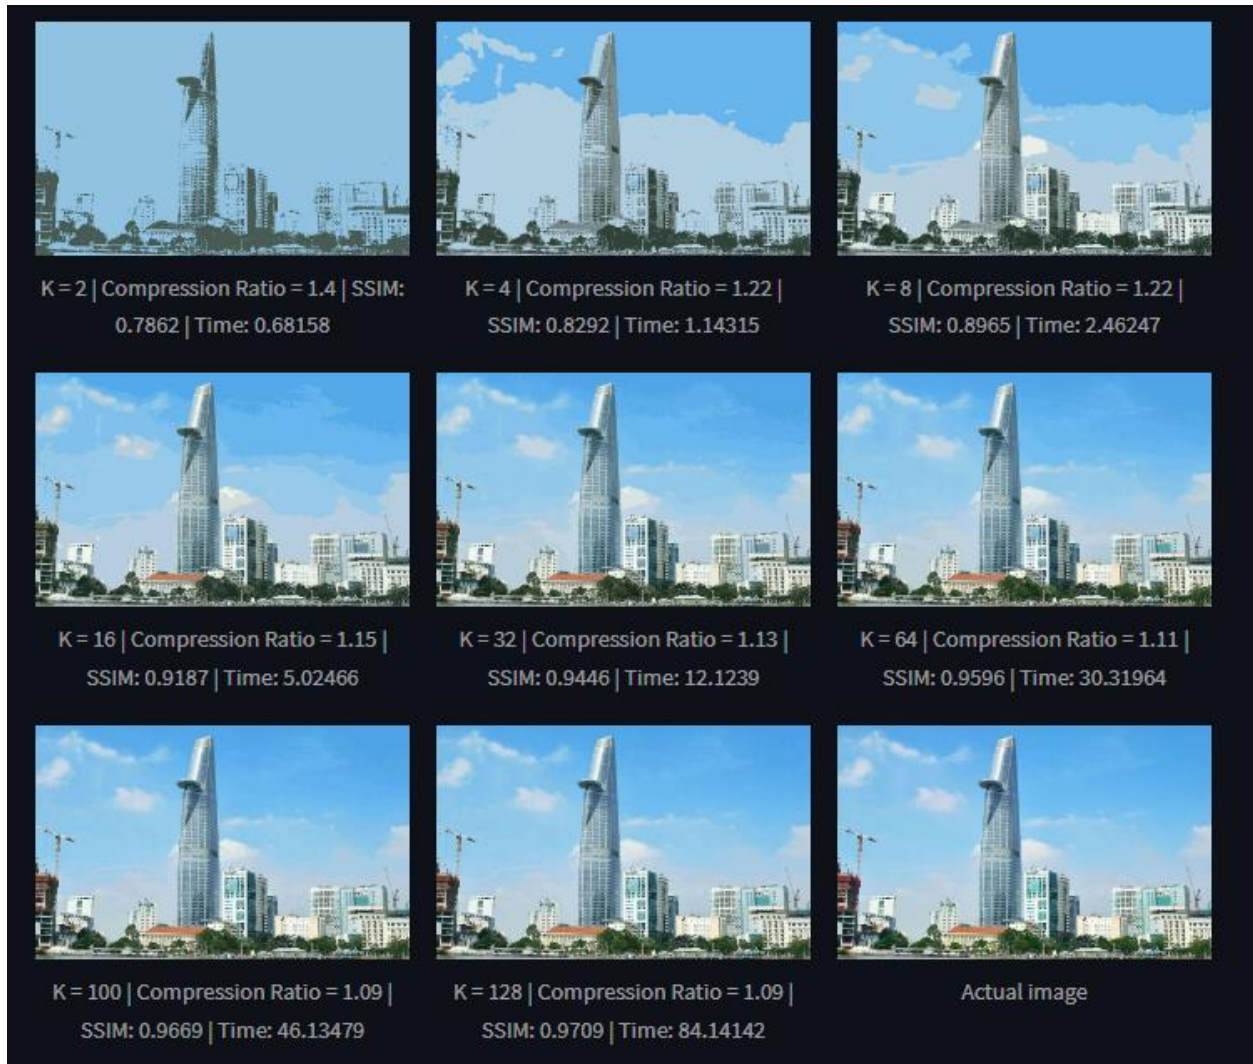 K = 2 | Compression Ratio = 1.4 | SSIM:
0.7862 | Time: 0.68158
K = 4 | Compression Ratio = 1.22 |
SSIM: 0.8292 | Time: 1.14315
K = 8 | Compression Ratio = 1.22 |
SSIM: 0.8965 | Time: 2.46247
K = 16 | Compression Ratio = 1.15 |
SSIM: 0.9187 | Time: 5.02466
K = 32 | Compression Ratio = 1.13 |
SSIM: 0.9446 | Time: 12.1239
K = 64 | Compression Ratio = 1.11 |
SSIM: 0.9596 | Time: 30.31964
K = 100 | Compression Ratio = 1.09 |
SSIM: 0.9669 | Time: 46.13479
K = 128 | Compression Ratio = 1.09 |
SSIM: 0.9709 | Time: 84.14142
Actual image